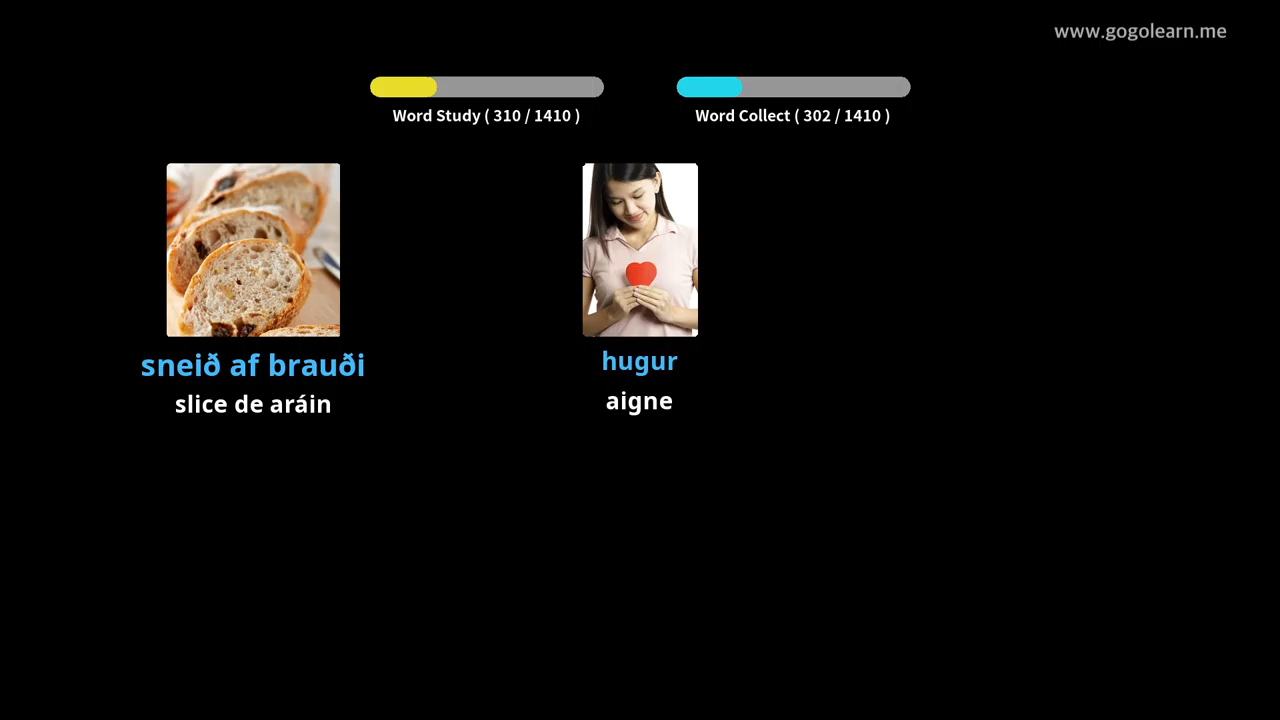 www.gogolearn.me
Word Study ( 310 / 1410 )
Word Collect ( 302 / 1410 )
sneið af brauði
slice de aráin
hugur
aigne